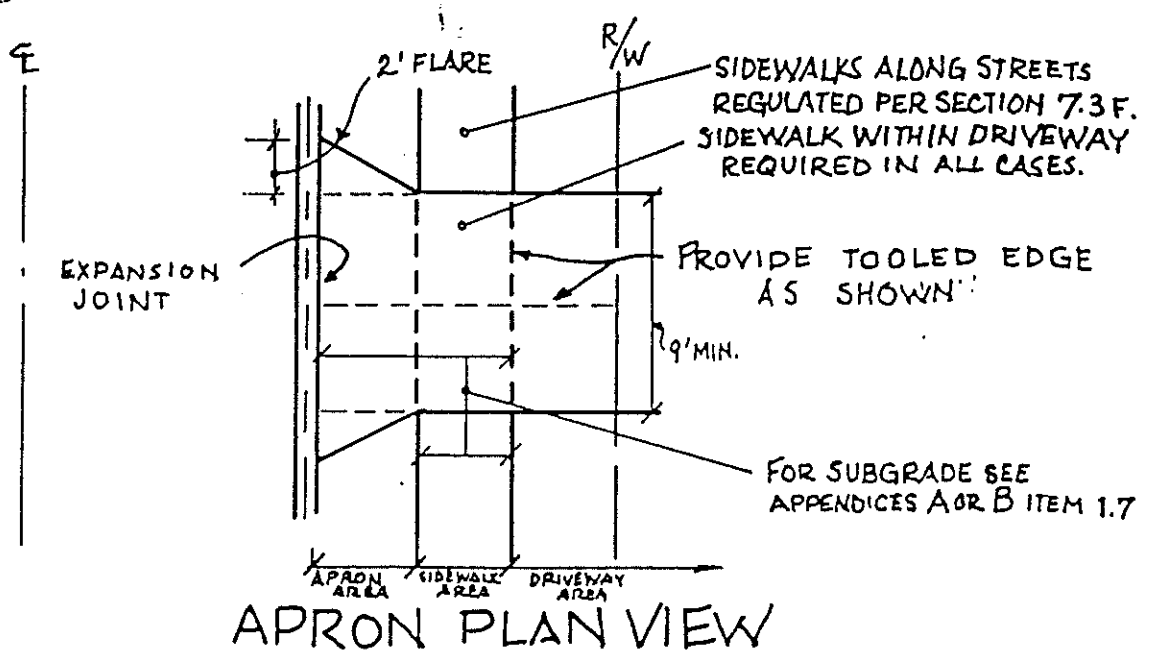 ℄
2' FLARE
R/W
SIDEWALKS ALONG STREETS
REGULATED PER SECTION 7.3 F.
SIDEWALK WITHIN DRIVEWAY
REQUIRED IN ALL CASES.
EXPANSION
JOINT
PROVIDE TOOLED EDGE
AS SHOWN
9' MIN.
FOR SUBGRADE SEE
APPENDICES A OR B ITEM 1.7
APRON
AREA
SIDEWALK
AREA
DRIVEWAY
AREA
APRON PLAN VIEW